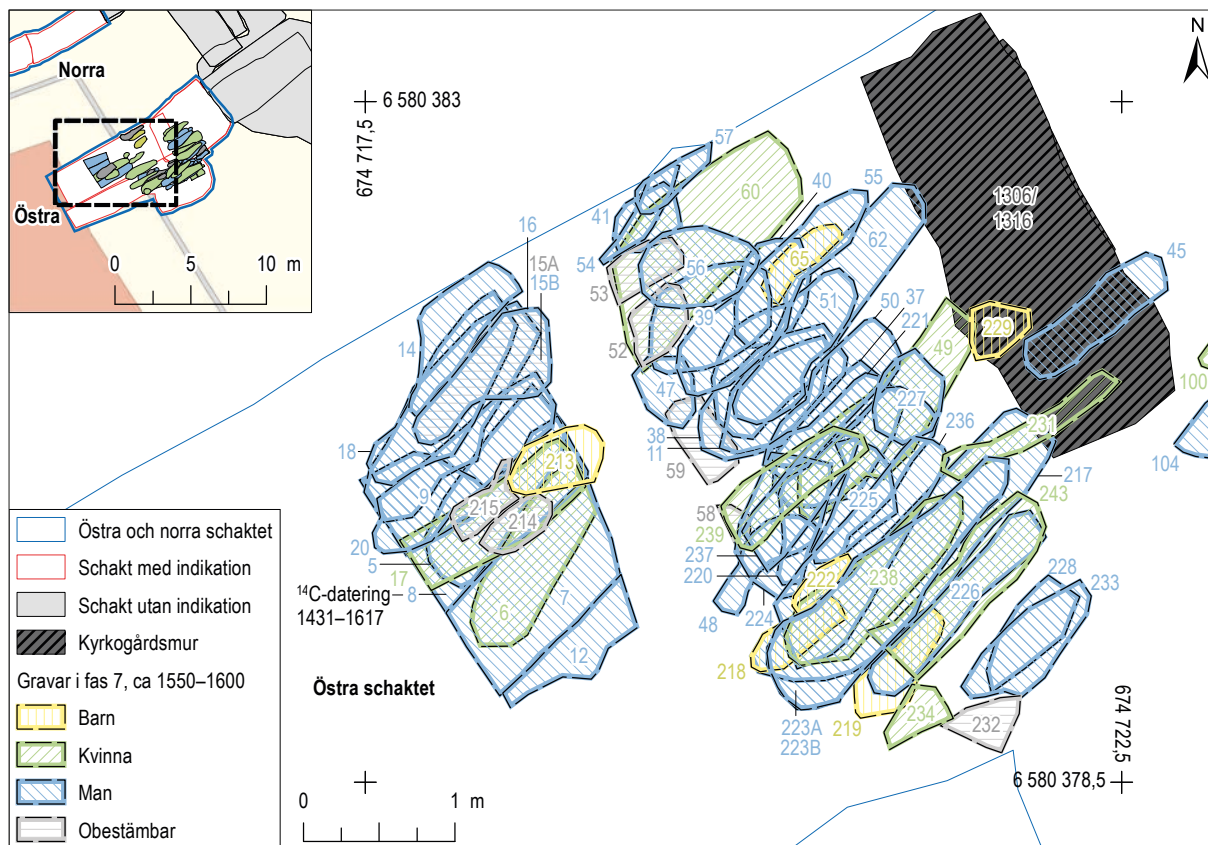 Norra
Östra
0 5 10 m
N
6 580 383
674 717,5
57
60
40
55
41
1306/
1316
16
15A
15B
62
65
45
54
56
53
51
50
37
221
39
49
229
14
52
100
47
227
236
231
38
11
59
104
18
213
217
243
9
215
214
58
239
225
20
5
17
8
237
220
222
238
¹⁴C-datering
1431–1617
6
7
48
224
226
228
233
12
218
Östra schaktet
223A
223B
219
234
232
674 722,5
6 580 378,5
0 1 m
Östra och norra schaktet
Schakt med indikation
Schakt utan indikation
Kyrkogårdsmur
Gravar i fas 7, ca 1550–1600
Barn
Kvinna
Man
Obestämbar